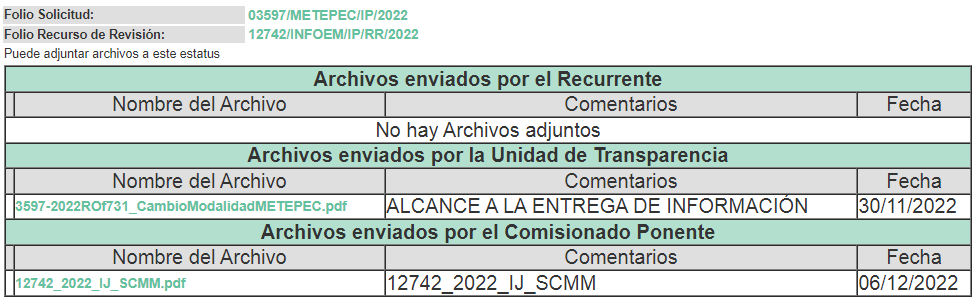 Folio Solicitud: 03597/METEPEC/IP/2022
Folio Recurso de Revisión: 12742/INFOEM/IP/RR/2022
Puede adjuntar archivos a este estatus
Archivos enviados por el Recurrente
Nombre del Archivo Comentarios Fecha
No hay Archivos adjuntos
Archivos enviados por la Unidad de Transparencia
Nombre del Archivo Comentarios Fecha
3597-2022ROf731_CambioModalidadMETEPEC.pdf ALCANCE A LA ENTREGA DE INFORMACIÓN 30/11/2022
Archivos enviados por el Comisionado Ponente
Nombre del Archivo Comentarios Fecha
12742_2022_IJ_SCMM.pdf 12742_2022_IJ_SCMM 06/12/2022